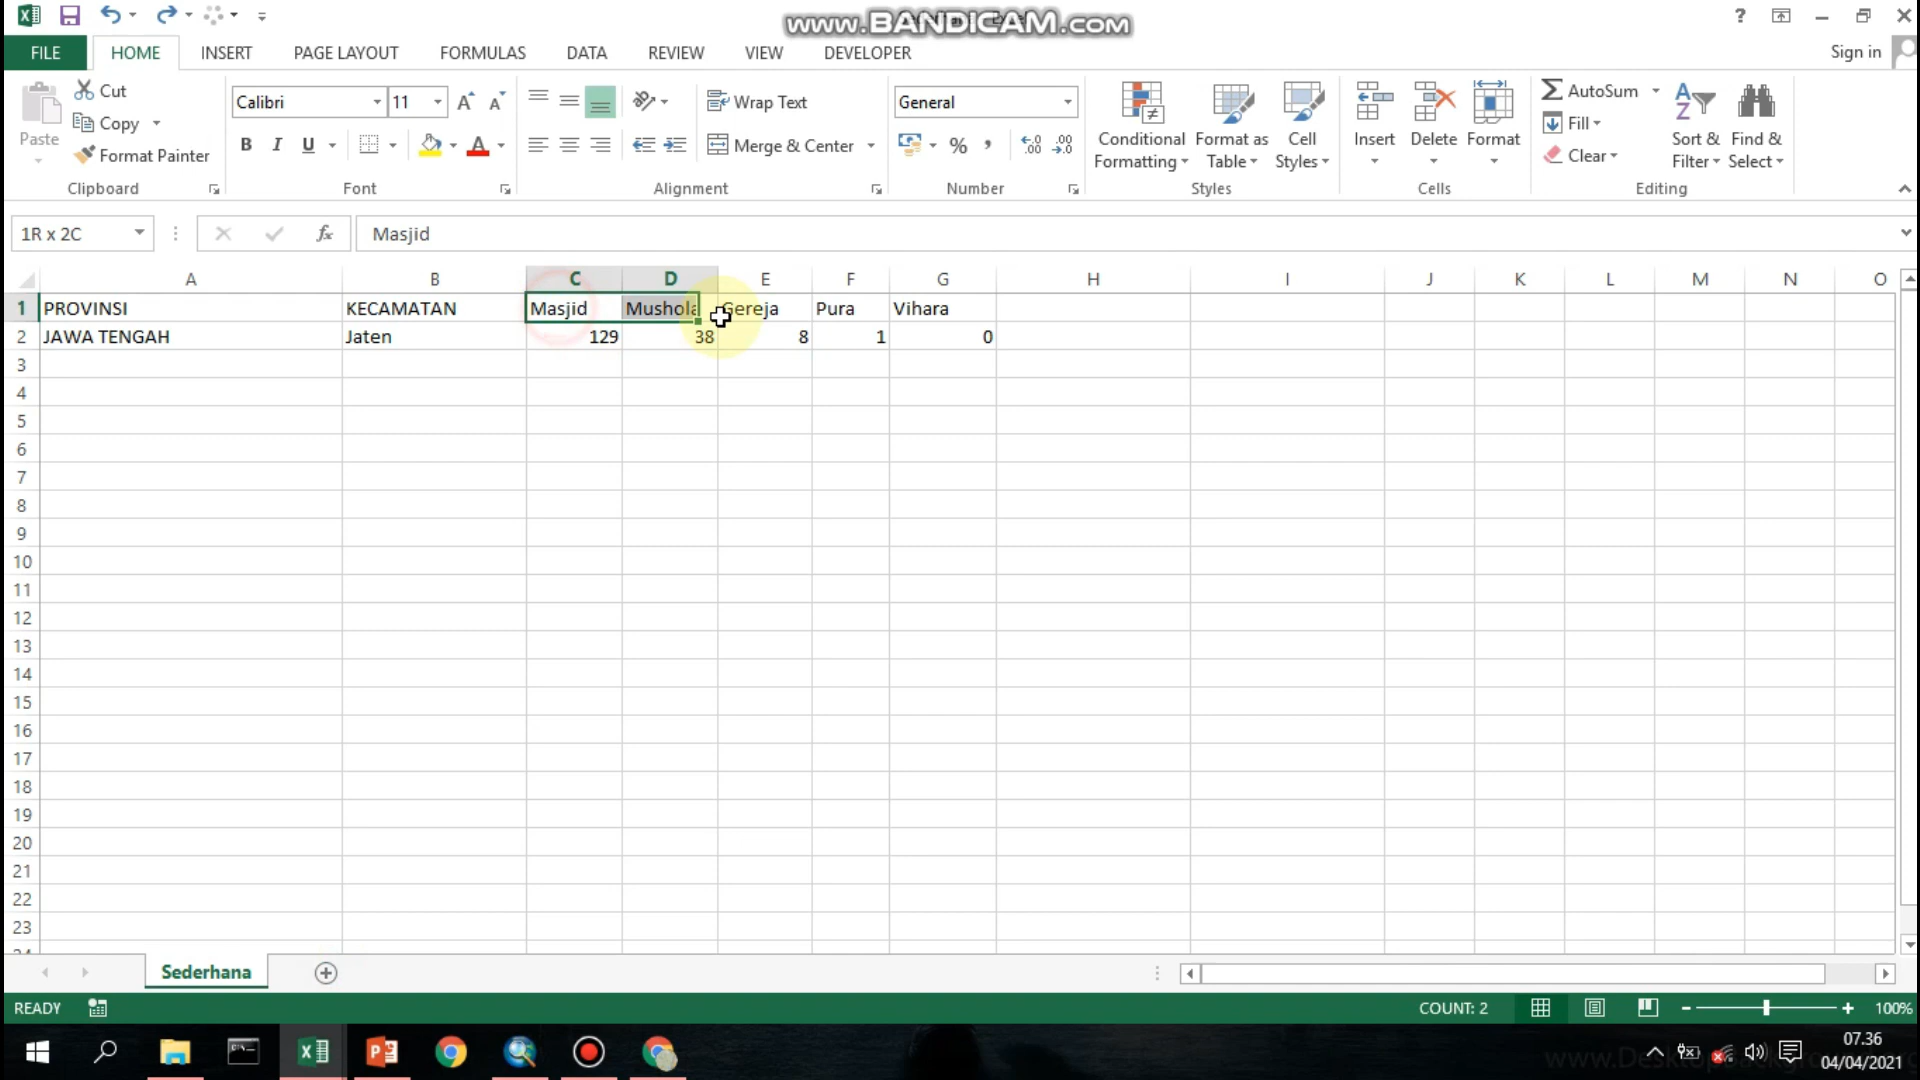 www.BANDICAM.com
FILE HOME INSERT PAGE LAYOUT FORMULAS DATA REVIEW VIEW DEVELOPER Sign in
Paste Cut Copy Format Painter Clipboard
Calibri 11 A A B I U A Font
Wrap Text Merge & Center Alignment
General % , .0 .00 .00 .0 Number
Conditional Formatting Format as Table Cell Styles Styles
Insert Delete Format Cells
AutoSum Fill Clear Sort & Filter Find & Select Editing
1R x 2C fx Masjid
A B C D E F G H I J K L M N O
1 PROVINSI KECAMATAN Masjid Mushola Gereja Pura Vihara
2 JAWA TENGAH Jaten 129 38 8 1 0
3
4
5
6
7
8
9
10
11
12
13
14
15
16
17
18
19
20
21
22
23
Sederhana
READY COUNT: 2 100%
07.36
04/04/2021